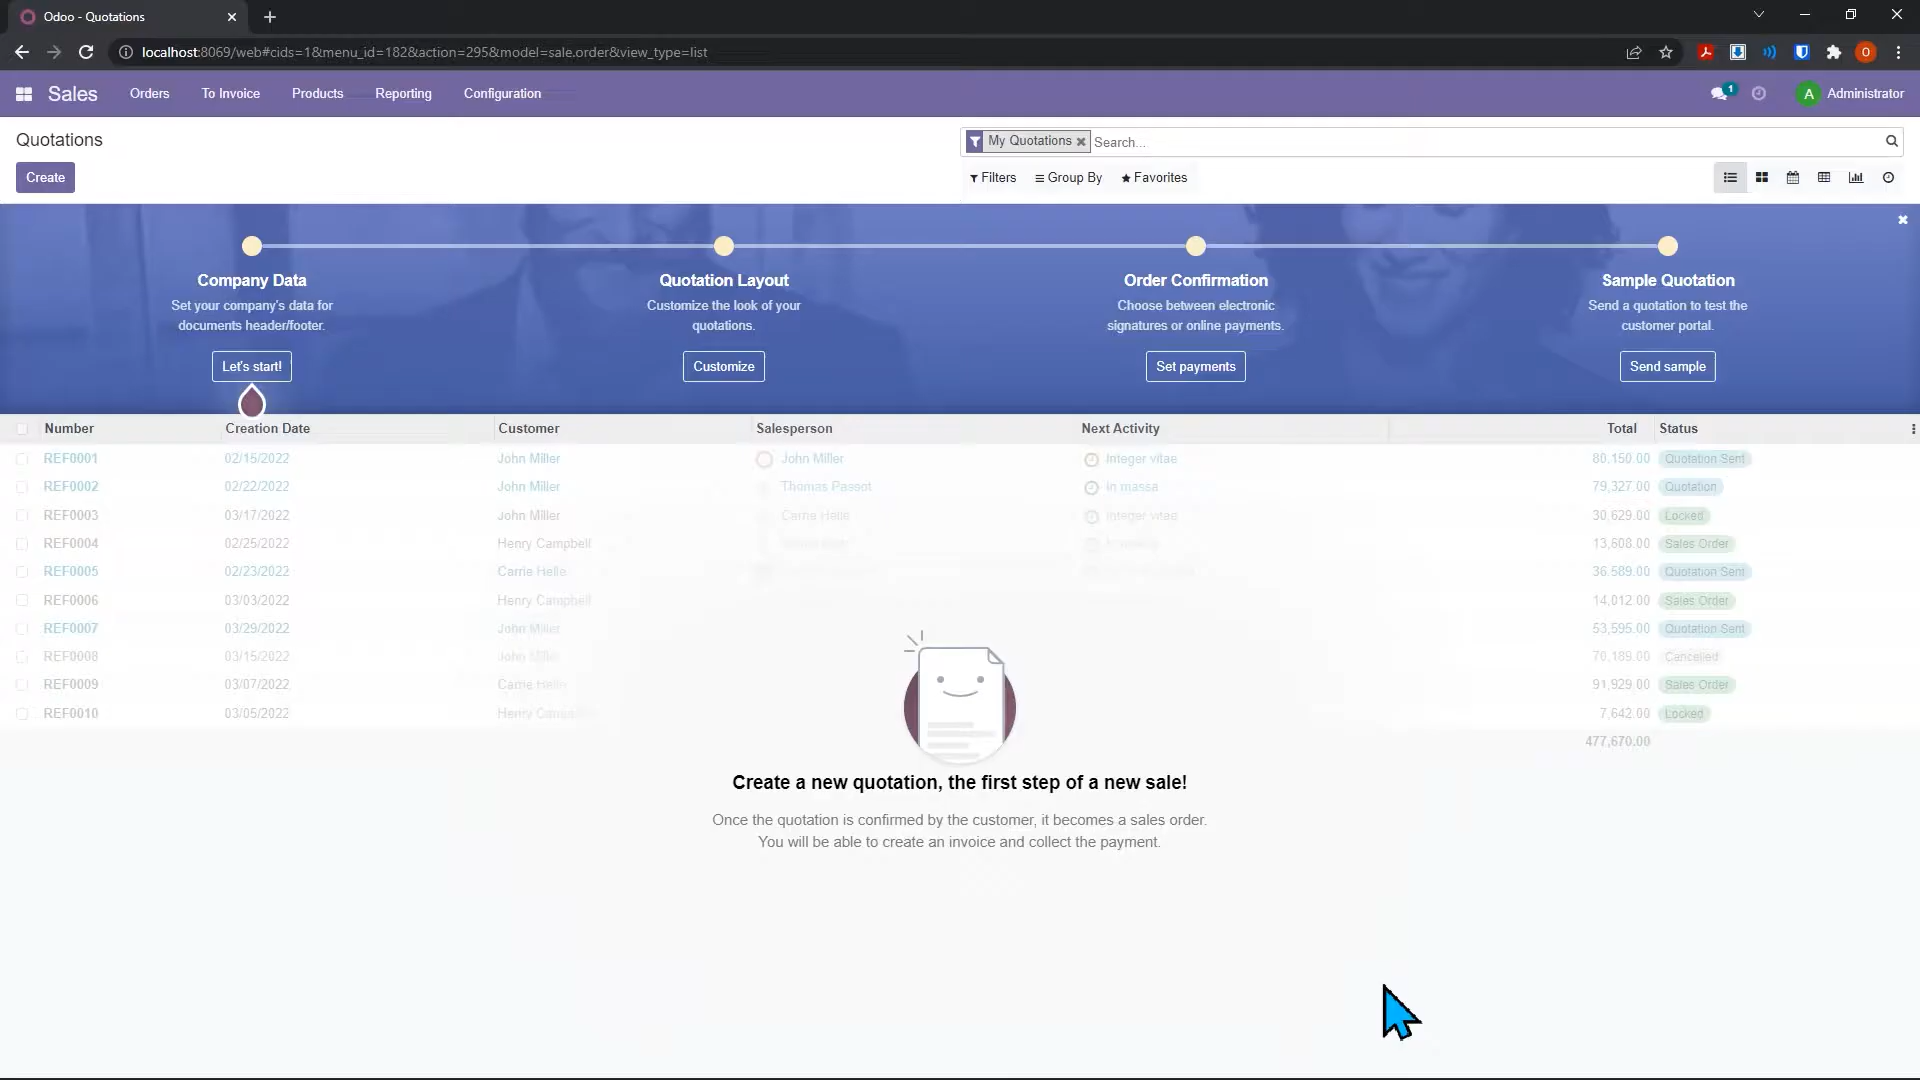 Odoo - Quotations
localhost:8069/web#cids=1&menu_id=182&action=295&model=sale.order&view_type=list
O
Sales Orders To Invoice Products Reporting Configuration 1 A Administrator
Quotations
My Quotations Search...
Create
Filters Group By Favorites
Company Data Quotation Layout Order Confirmation Sample Quotation
Set your company's data for Customize the look of your Choose between electronic Send a quotation to test the
documents header/footer. quotations. signatures or online payments. customer portal.
Let's start! Customize Set payments Send sample
Number Creation Date Customer Salesperson Next Activity Total Status
REF0001 02/15/2022 John Miller John Miller Integer vitae 80,150.00 Quotation Sent
REF0002 02/22/2022 John Miller Thomas Passot In massa 79,327.00 Quotation
REF0003 03/17/2022 John Miller Carrie Helle Integer vitae 30,629.00 Locked
REF0004 02/25/2022 Henry Campbell 13,508.00 Sales Order
REF0005 02/23/2022 Carrie Helle 36,589.00 Quotation Sent
REF0006 03/03/2022 Henry Campbell 14,012.00 Sales Order
REF0007 03/29/2022 John Miller 53,595.00 Quotation Sent
REF0008 03/15/2022 John Miller 70,189.00 Cancelled
REF0009 03/07/2022 Carrie Helle 91,929.00 Sales Order
REF0010 03/05/2022 Henry Campbell 7,642.00 Locked
477,670.00
Create a new quotation, the first step of a new sale!
Once the quotation is confirmed by the customer, it becomes a sales order.
You will be able to create an invoice and collect the payment.